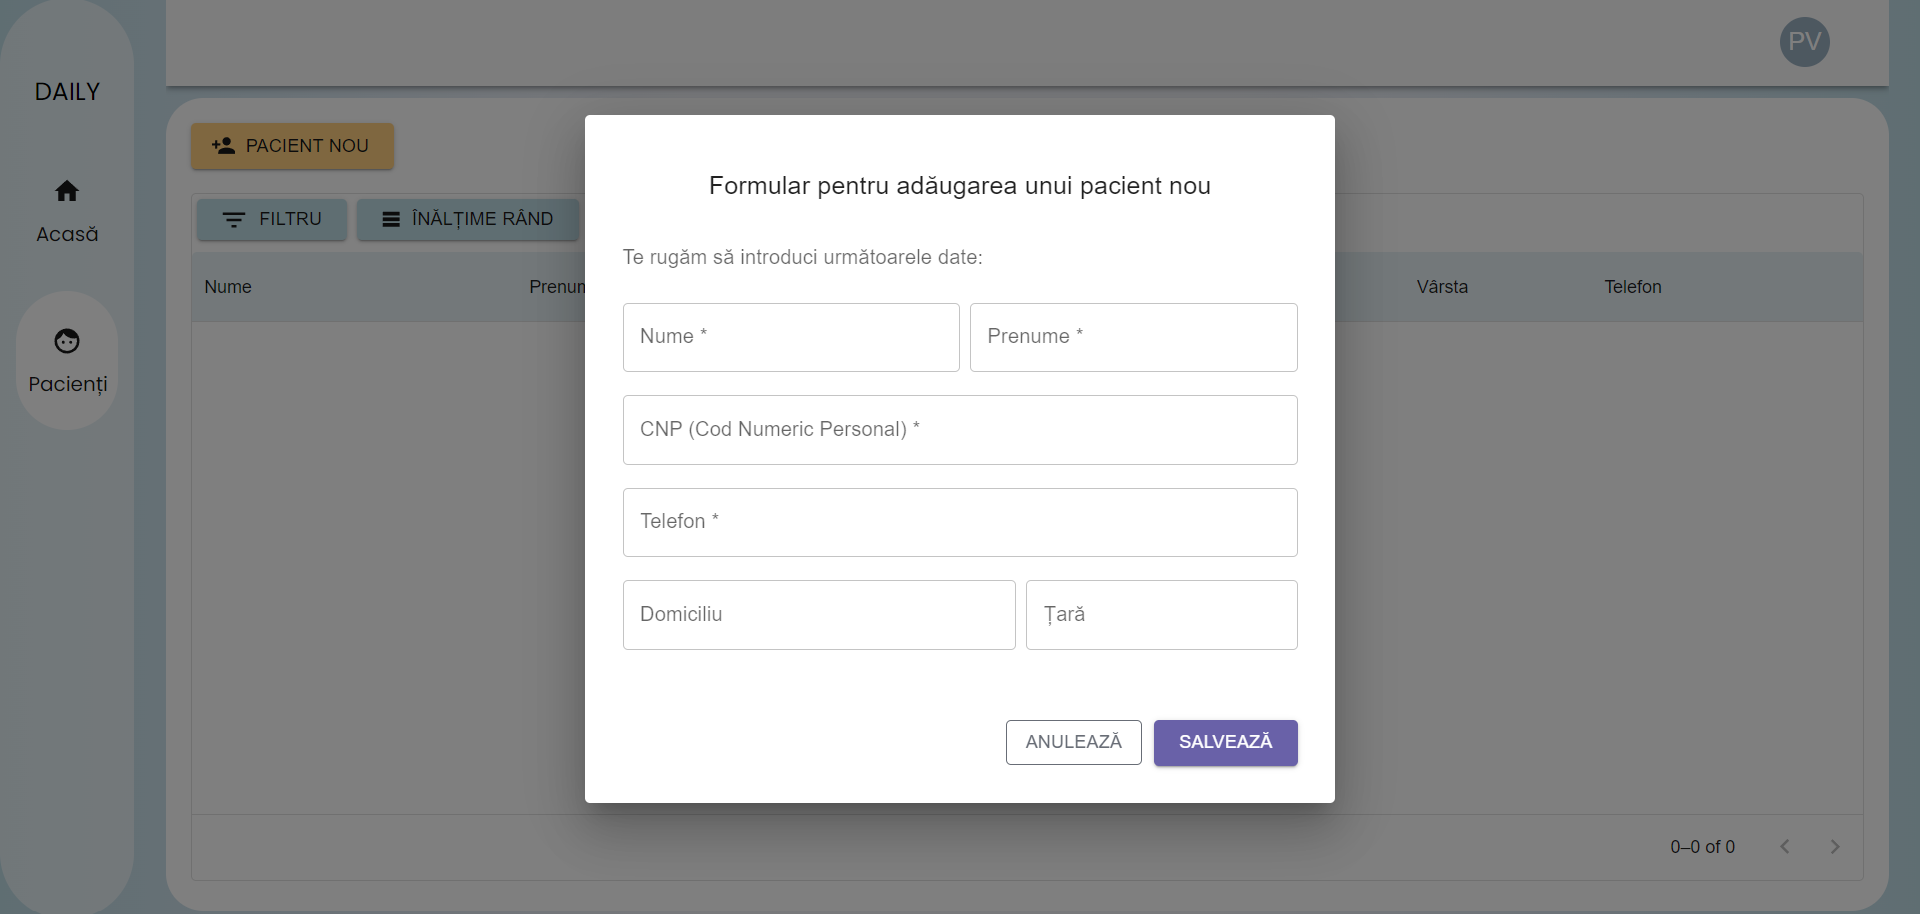 PV
DAILY
Acasă
Pacienți
PACIENT NOU
FILTRU
ÎNĂLȚIME RÂND
Nume
Vârsta
Telefon
Formular pentru adăugarea unui pacient nou
Te rugăm să introduci următoarele date:
Nume *
Prenume *
CNP (Cod Numeric Personal) *
Telefon *
Domiciliu
Țară
ANULEAZĂ
SALVEAZĂ
0–0 of 0